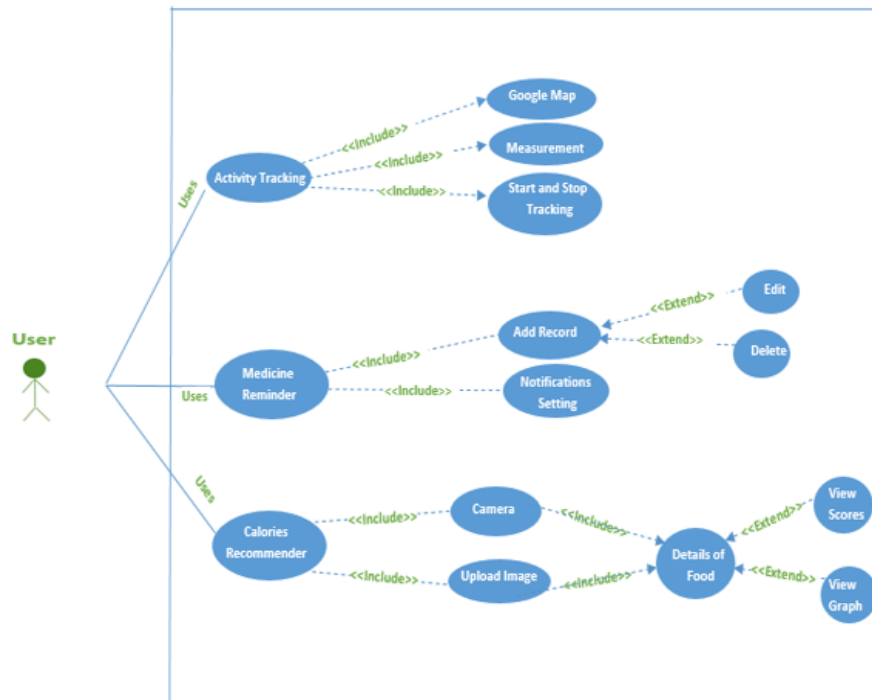 Google Map
<<Include>>
Measurement
<<Include>>
Activity Tracking
<<Include>>
Start and Stop
Tracking
Uses
Edit
<<Extend>>
Add Record
<<Extend>>
Delete
User
<<Include>>
Medicine
Reminder
Uses
<<Include>>
Notifications
Setting
Uses
View
Scores
Camera
<<Include>>
<<Include>>
<<Extend>>
Calories
Recommender
Details of
Food
<<Include>>
Upload Image
<<Include>>
<<Extend>>
View
Graph